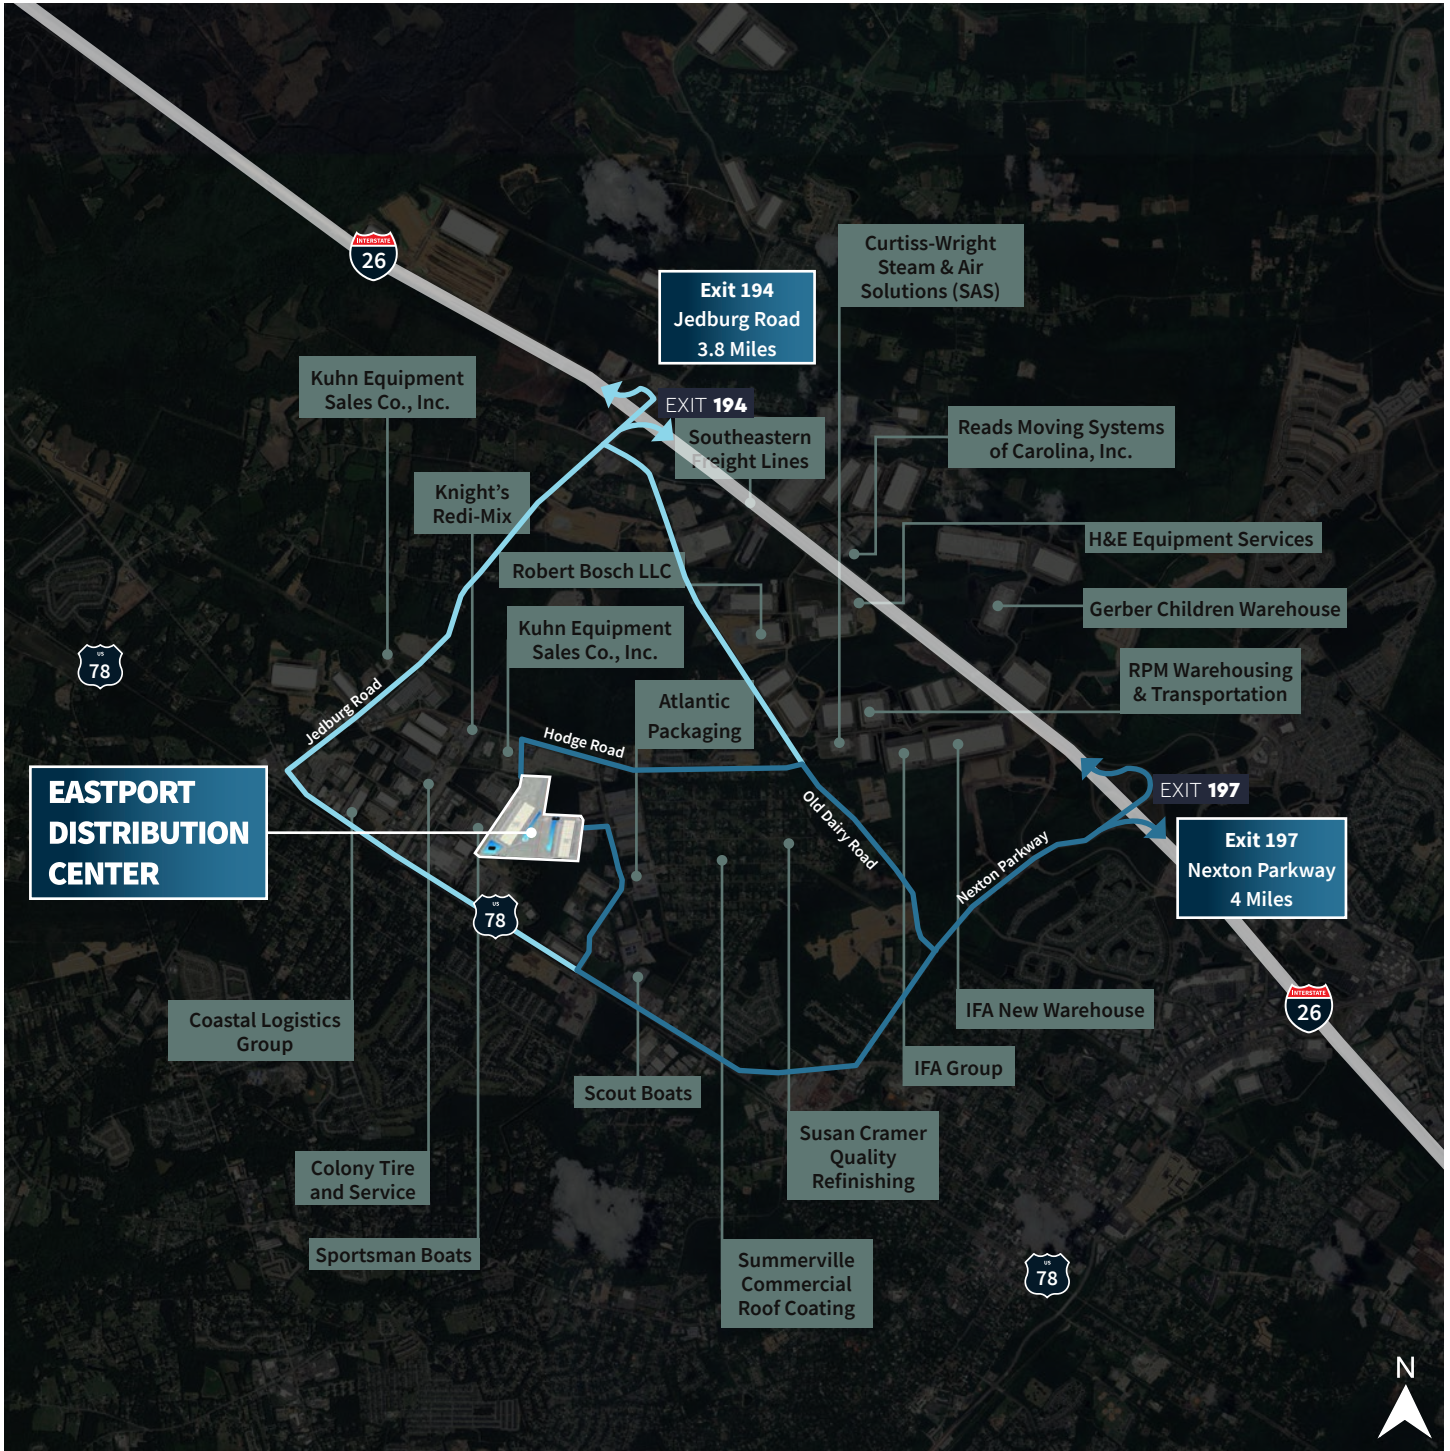 INTERSTATE
26
Curtiss-Wright
Steam & Air
Solutions (SAS)
Exit 194
Jedburg Road
3.8 Miles
Kuhn Equipment
Sales Co., Inc.
EXIT 194
Southeastern
Freight Lines
Reads Moving Systems
of Carolina, Inc.
Knight's
Redi-Mix
H&E Equipment Services
Robert Bosch LLC
Gerber Children Warehouse
Kuhn Equipment
Sales Co., Inc.
US
78
RPM Warehousing
& Transportation
Atlantic
Packaging
Jedburg Road
Hodge Road
EASTPORT
DISTRIBUTION
CENTER
EXIT 197
Old Dairy Road
Nexton Parkway
Exit 197
Nexton Parkway
4 Miles
US
78
INTERSTATE
26
IFA New Warehouse
Coastal Logistics
Group
IFA Group
Scout Boats
Susan Cramer
Quality
Refinishing
Colony Tire
and Service
Sportsman Boats
Summerville
Commercial
Roof Coating
US
78
N